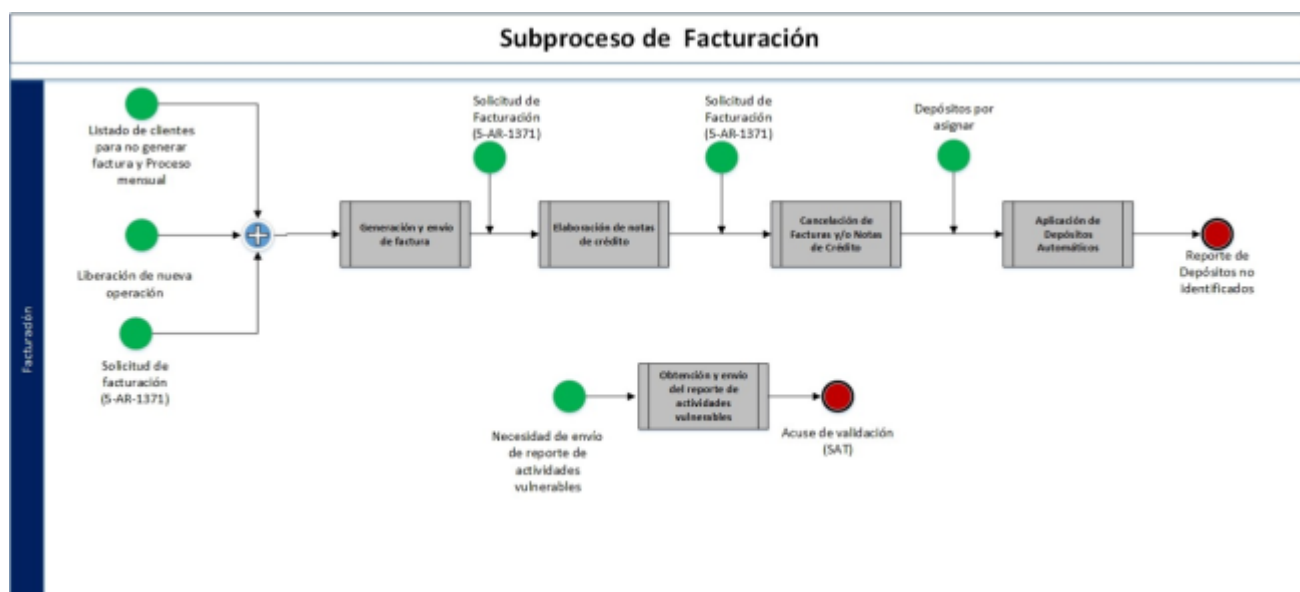 Subproceso de Facturación
Facturación
Listado de clientes
para no generar
factura y Proceso
mensual
Liberación de nueva
operación
Solicitud de
facturación
(5-AR-1371)
Generación y envío
de factura
Solicitud de
Facturación
(5-AR-1371)
Elaboración de notas
de crédito
Solicitud de
Facturación
(5-AR-1371)
Cancelación de
Facturas y/o Notas
de Crédito
Depósitos por
asignar
Aplicación de
Depósitos
Automáticos
Reporte de
Depósitos no
identificados
Necesidad de envío
de reporte de
actividades
vulnerables
Obtención y envío
del reporte de
actividades
vulnerables
Acuse de validación
(SAT)